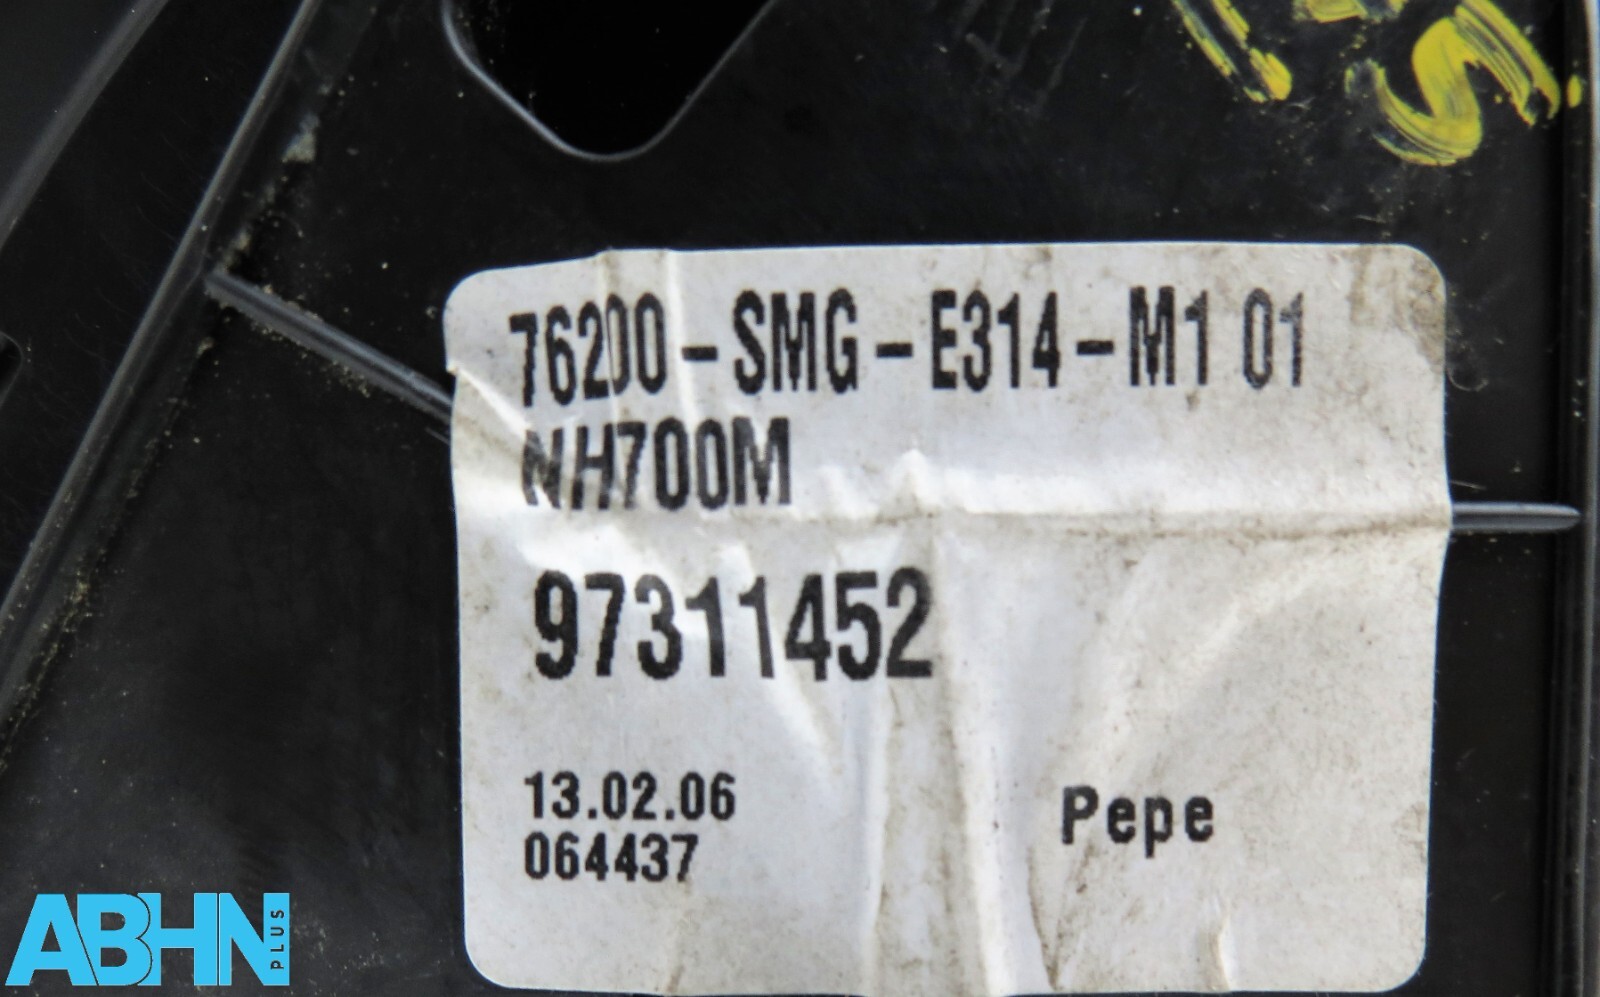 76200-SMG-E314-M1 01
NH700M
97311452
13.02.06
064437
Pepe
ABHN PLUS